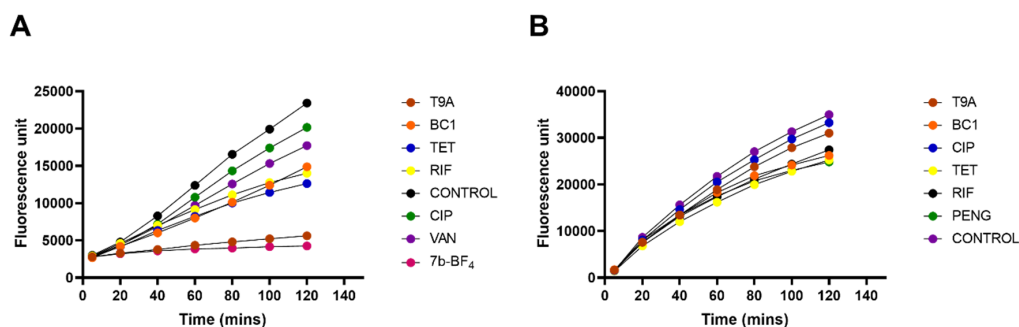 A
B
Fluorescence unit
25000
20000
15000
10000
5000
0
0
20
40
60
80
100
120
140
Time (mins)
T9A
BC1
TET
RIF
CONTROL
CIP
VAN
7b-BF₄
Fluorescence unit
40000
30000
20000
10000
0
0
20
40
60
80
100
120
140
Time (mins)
T9A
BC1
CIP
TET
RIF
PENG
CONTROL